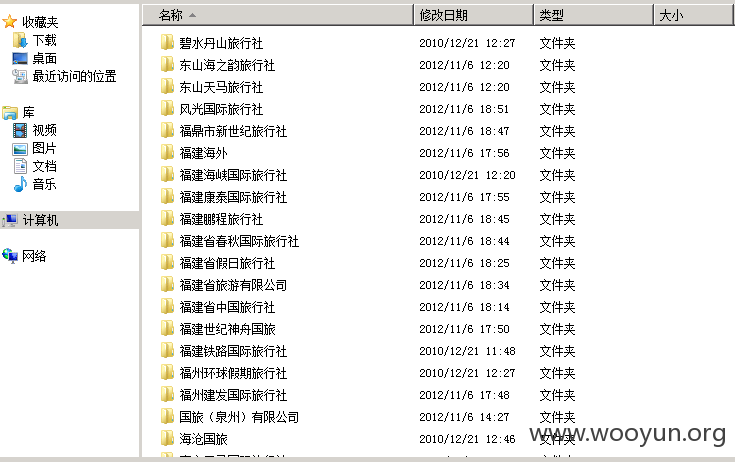 收藏夹
下载
桌面
最近访问的位置
库
视频
图片
文档
音乐
计算机
网络
名称 修改日期 类型 大小
碧水丹山旅行社 2010/12/21 12:27 文件夹
东山海之韵旅行社 2012/11/6 12:20 文件夹
东山天马旅行社 2012/11/6 12:20 文件夹
风光国际旅行社 2012/11/6 18:51 文件夹
福鼎市新世纪旅行社 2012/11/6 18:47 文件夹
福建海外 2012/11/6 17:56 文件夹
福建海峡国际旅行社 2010/12/21 12:20 文件夹
福建康泰国际旅行社 2012/11/6 17:55 文件夹
福建鹏程旅行社 2012/11/6 18:45 文件夹
福建省春秋国际旅行社 2012/11/6 18:44 文件夹
福建省假日旅行社 2012/11/6 18:25 文件夹
福建省旅游有限公司 2012/11/6 18:34 文件夹
福建省中国旅行社 2012/11/6 18:14 文件夹
福建世纪神舟国旅 2012/11/6 17:50 文件夹
福建铁路国际旅行社 2010/12/21 11:48 文件夹
福州环球假期旅行社 2010/12/21 12:27 文件夹
福州建发国际旅行社 2012/11/6 17:48 文件夹
国旅（泉州）有限公司 2012/11/6 14:27 文件夹
海沧国旅 2010/12/21 12:46 文件夹
www.wooyun.org